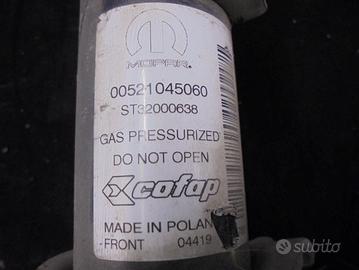 MOPAR
00521045060
ST32000638
GAS PRESSURIZED
DO NOT OPEN
cofap
MADE IN POLAN
FRONT 04419
subito